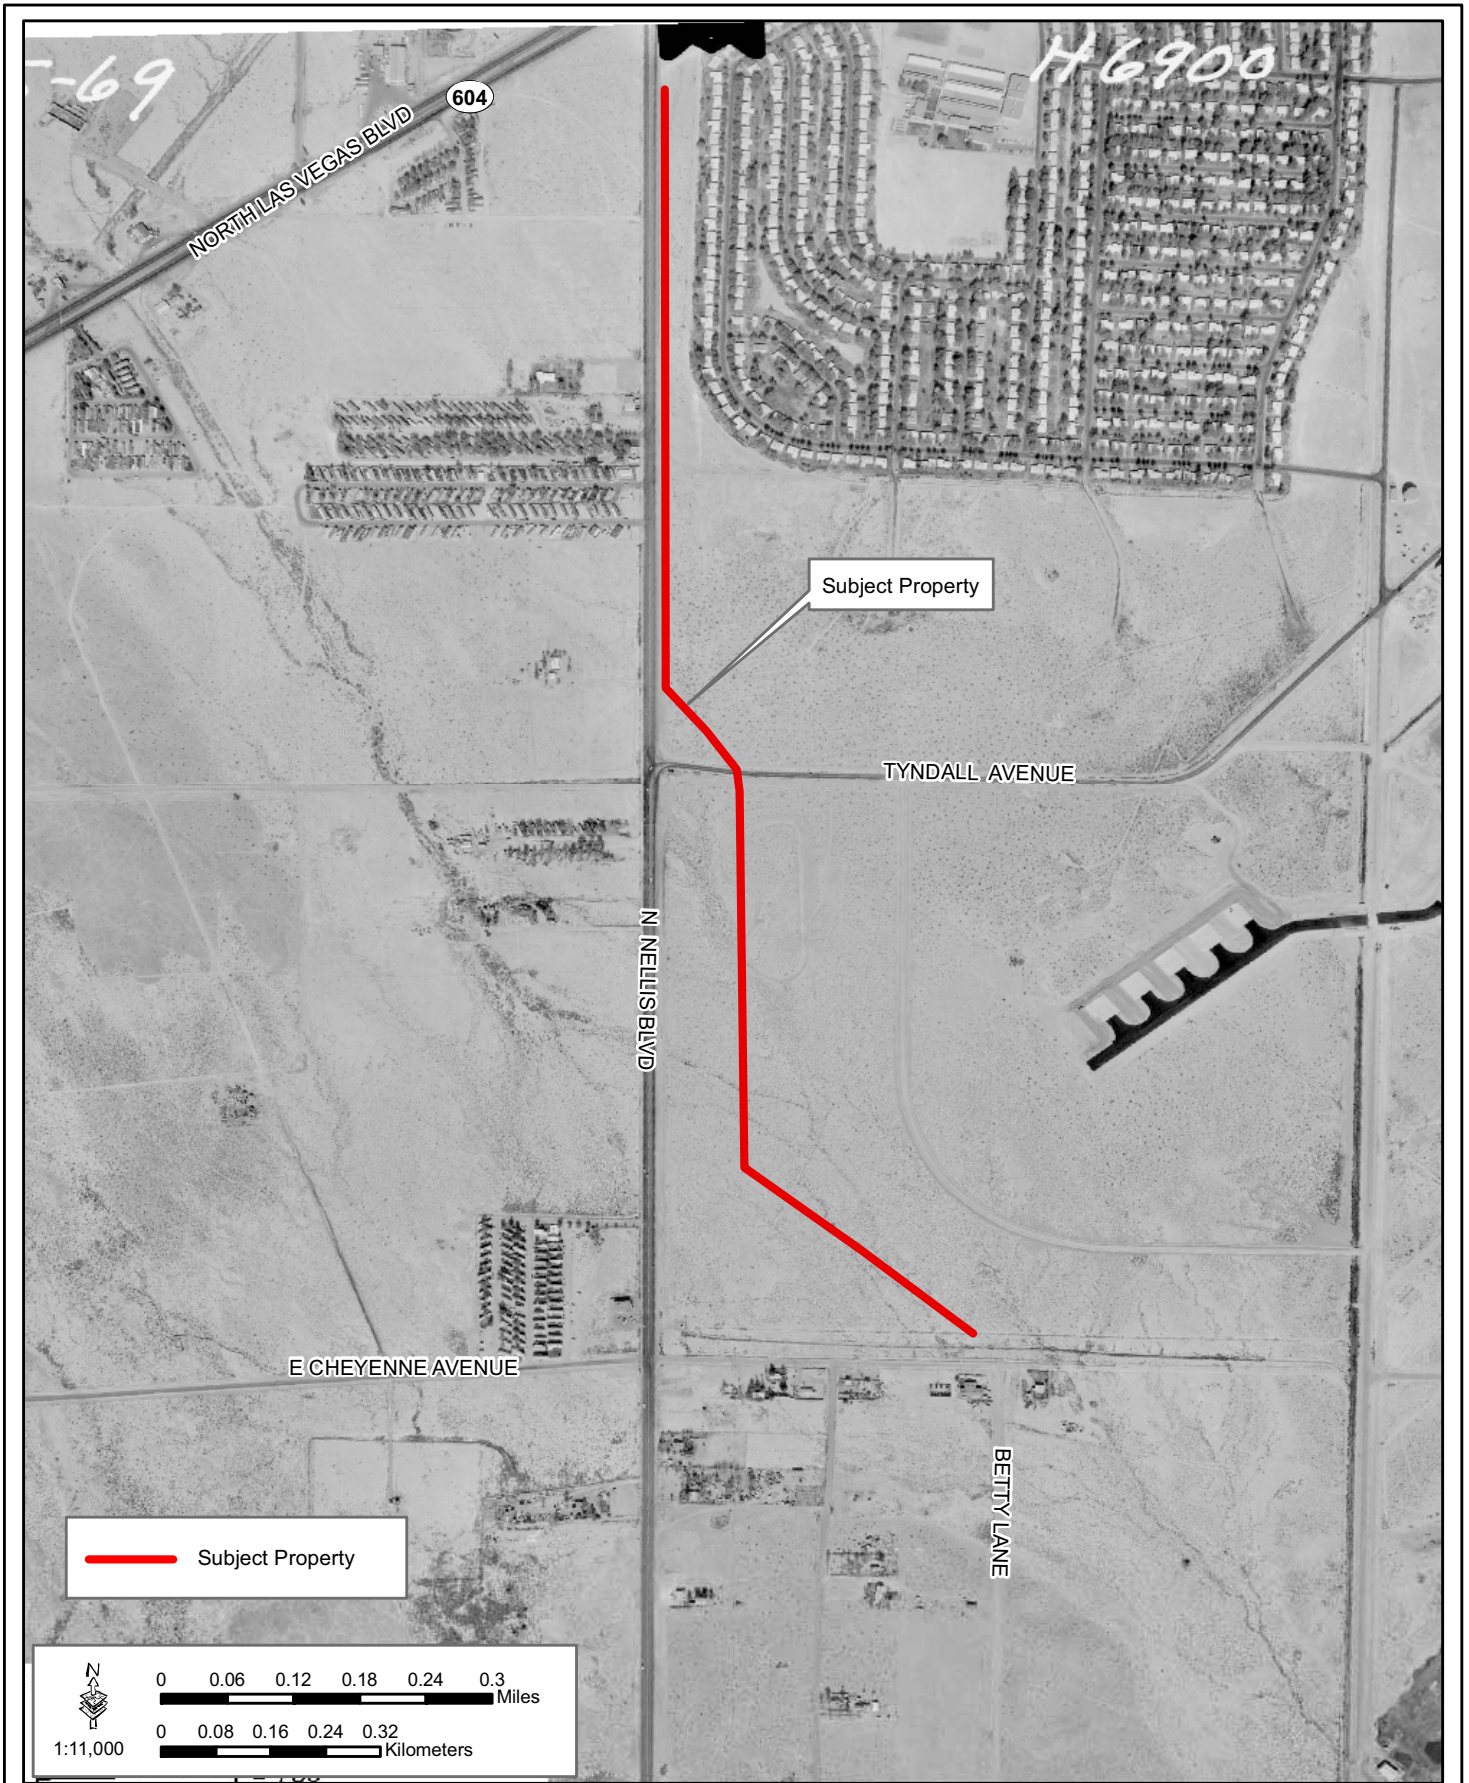 -69
H6900
604
NORTH LAS VEGAS BLVD
Subject Property
TYNDALL AVENUE
N NELLIS BLVD
E CHEYENNE AVENUE
BETTY LANE
Subject Property
N
0 0.06 0.12 0.18 0.24 0.3
Miles
0 0.08 0.16 0.24 0.32
Kilometers
1:11,000